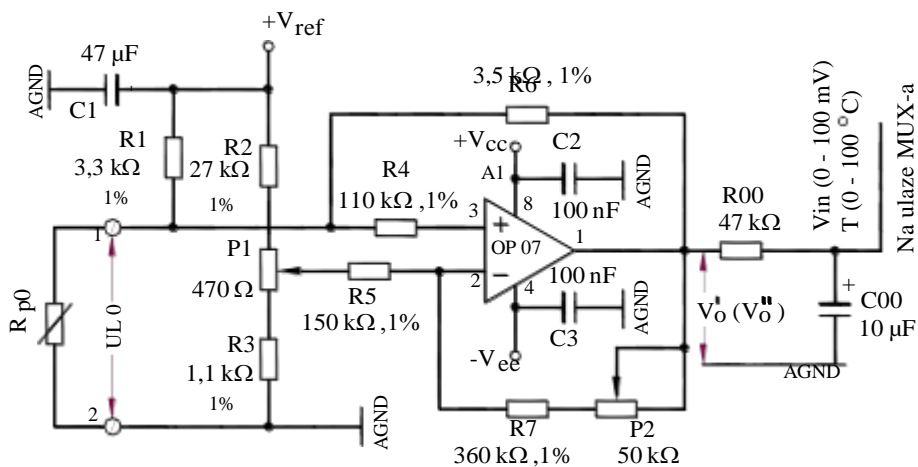 +Vref
47 µF
AGND
C1
R1
3,3 kΩ
1%
R2
27 kΩ
1%
R4
110 kΩ ,1%
3,5 kΩ , 1%
R6
+Vcc
C2
A1
8
100 nF
AGND
3
+
OP 07
1
2
−
4
100 nF
C3
AGND
-Vee
1
UL 0
2
Rp0
P1
470 Ω
R5
150 kΩ ,1%
R3
1,1 kΩ
1%
AGND
R7
360 kΩ ,1%
P2
50 kΩ
R00
47 kΩ
Vo' (Vo'')
+
C00
10 µF
AGND
Vin (0 - 100 mV)
T (0 - 100 °C)
Na ulaze MUX-a